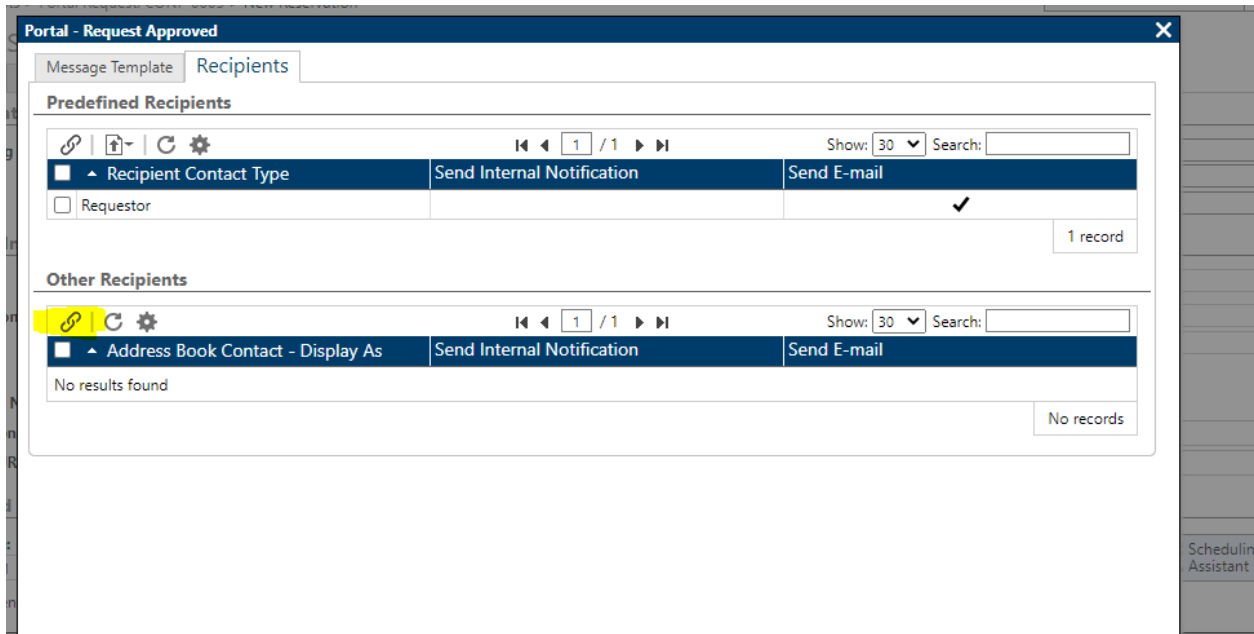 Portal - Request Approved
Message Template Recipients
Predefined Recipients
1 / 1 Show: 30 Search:
Recipient Contact Type Send Internal Notification Send E-mail
Requestor
1 record
Other Recipients
1 / 1 Show: 30 Search:
Address Book Contact - Display As Send Internal Notification Send E-mail
No results found
No records
Scheduling
Assistant